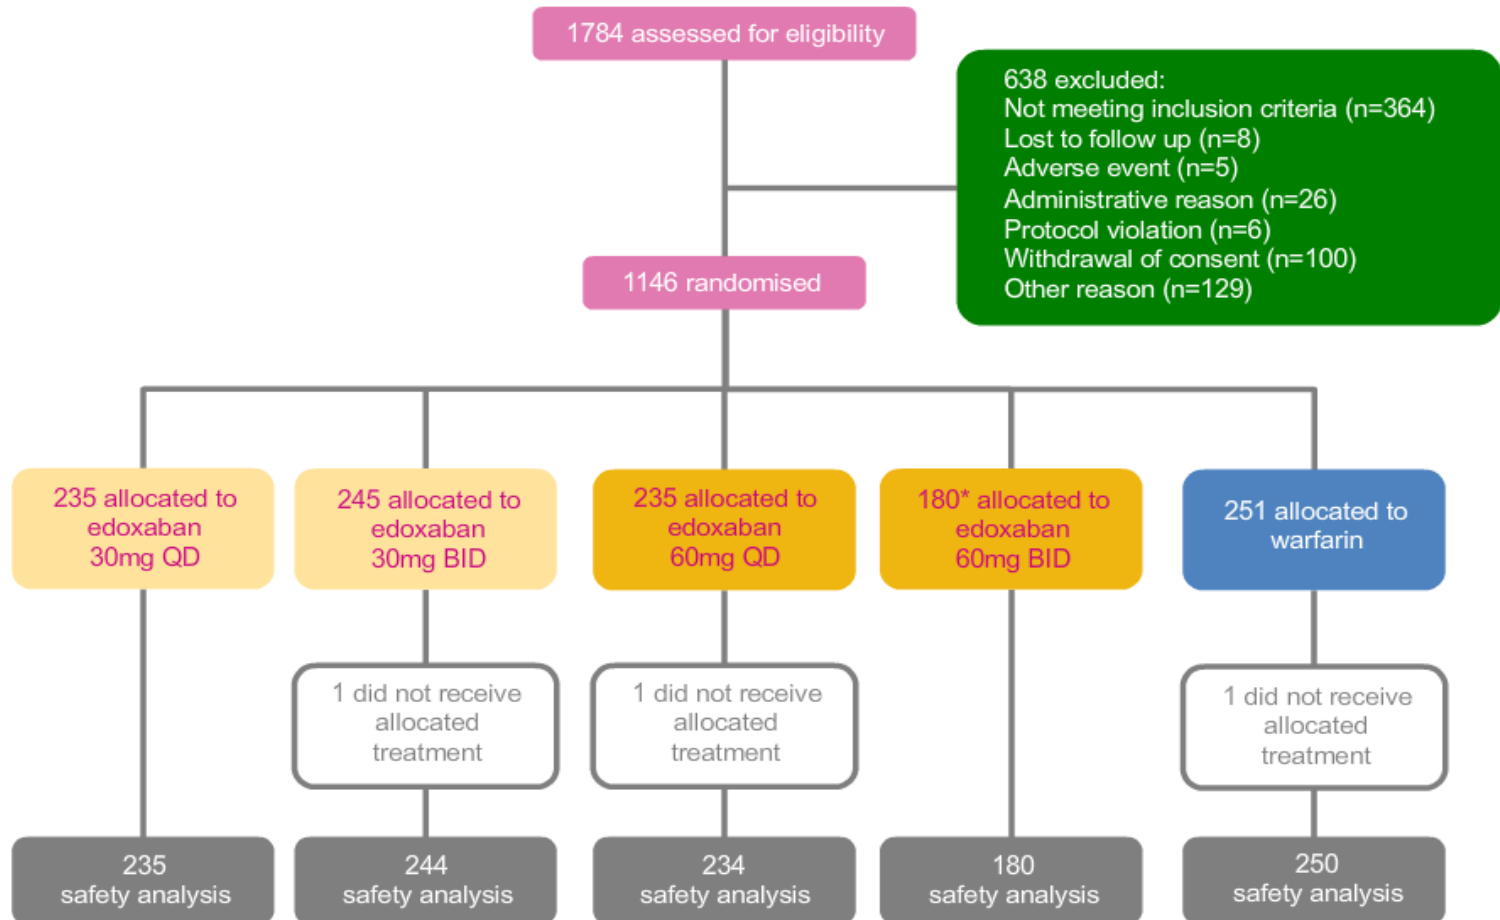 1784 assessed for eligibility
638 excluded:
Not meeting inclusion criteria (n=364)
Lost to follow up (n=8)
Adverse event (n=5)
Administrative reason (n=26)
Protocol violation (n=6)
Withdrawal of consent (n=100)
Other reason (n=129)
1146 randomised
235 allocated to
edoxaban
30mg QD
245 allocated to
edoxaban
30mg BID
235 allocated to
edoxaban
60mg QD
180* allocated to
edoxaban
60mg BID
251 allocated to
warfarin
1 did not receive
allocated
treatment
1 did not receive
allocated
treatment
1 did not receive
allocated
treatment
235
safety analysis
244
safety analysis
234
safety analysis
180
safety analysis
250
safety analysis